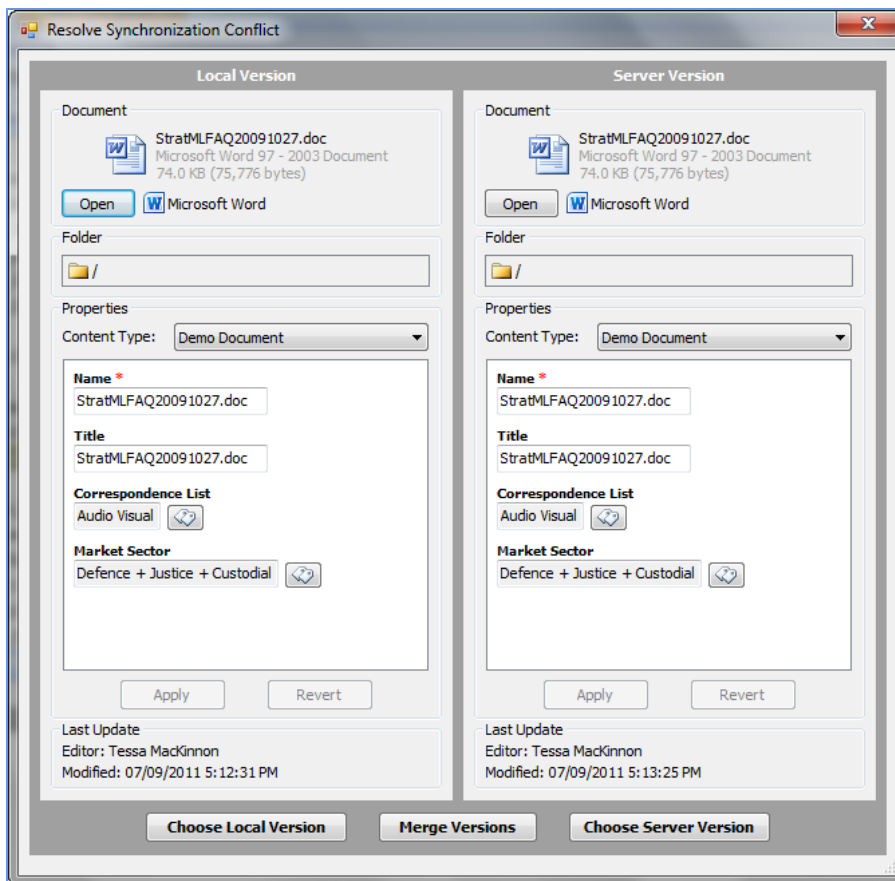 Resolve Synchronization Conflict
Local Version
Document
StratMLFAQ20091027.doc
Microsoft Word 97 - 2003 Document
74.0 KB (75,776 bytes)
Open
Microsoft Word
Folder
/
Properties
Content Type: Demo Document
Name *
StratMLFAQ20091027.doc
Title
StratMLFAQ20091027.doc
Correspondence List
Audio Visual
Market Sector
Defence + Justice + Custodial
Apply
Revert
Last Update
Editor: Tessa MacKinnon
Modified: 07/09/2011 5:12:31 PM
Server Version
Document
StratMLFAQ20091027.doc
Microsoft Word 97 - 2003 Document
74.0 KB (75,776 bytes)
Open
Microsoft Word
Folder
/
Properties
Content Type: Demo Document
Name *
StratMLFAQ20091027.doc
Title
StratMLFAQ20091027.doc
Correspondence List
Audio Visual
Market Sector
Defence + Justice + Custodial
Apply
Revert
Last Update
Editor: Tessa MacKinnon
Modified: 07/09/2011 5:13:25 PM
Choose Local Version
Merge Versions
Choose Server Version